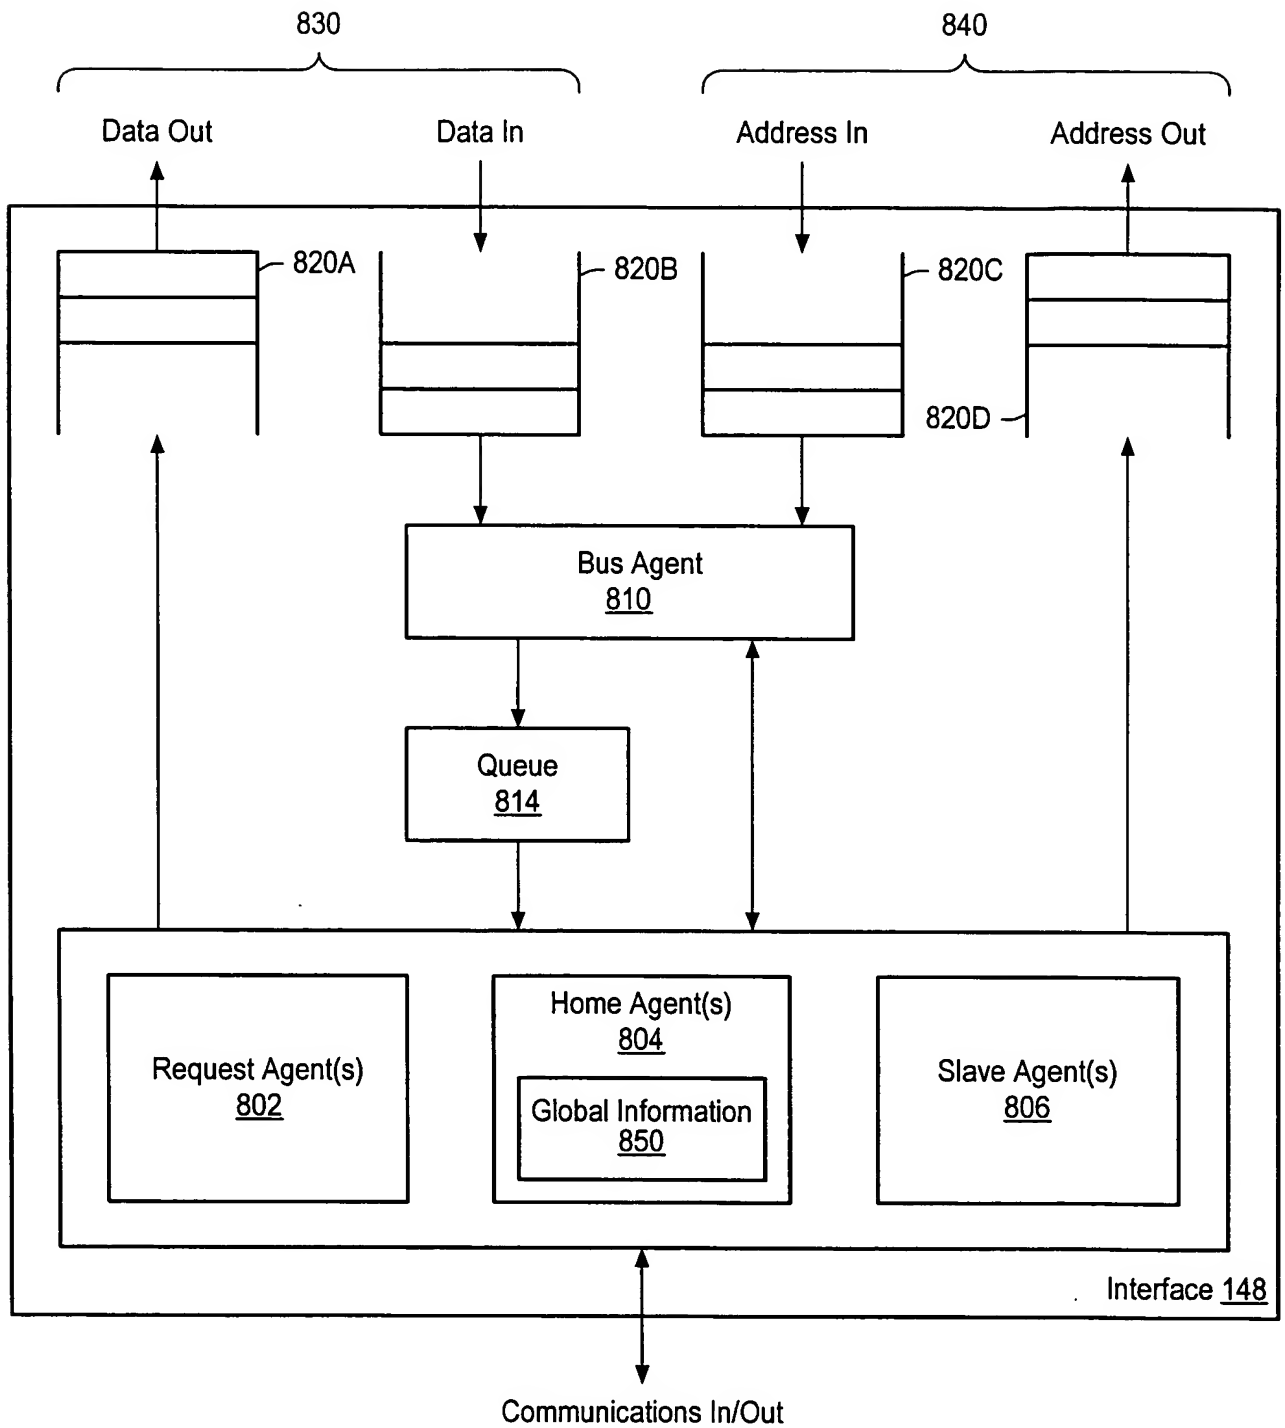 830
840
Data Out
Data In
Address In
Address Out
820A
820B
820C
820D
Bus Agent
810
Queue
814
Home Agent(s)
804
Request Agent(s)
802
Slave Agent(s)
806
Global Information
850
Interface 148
Communications In/Out